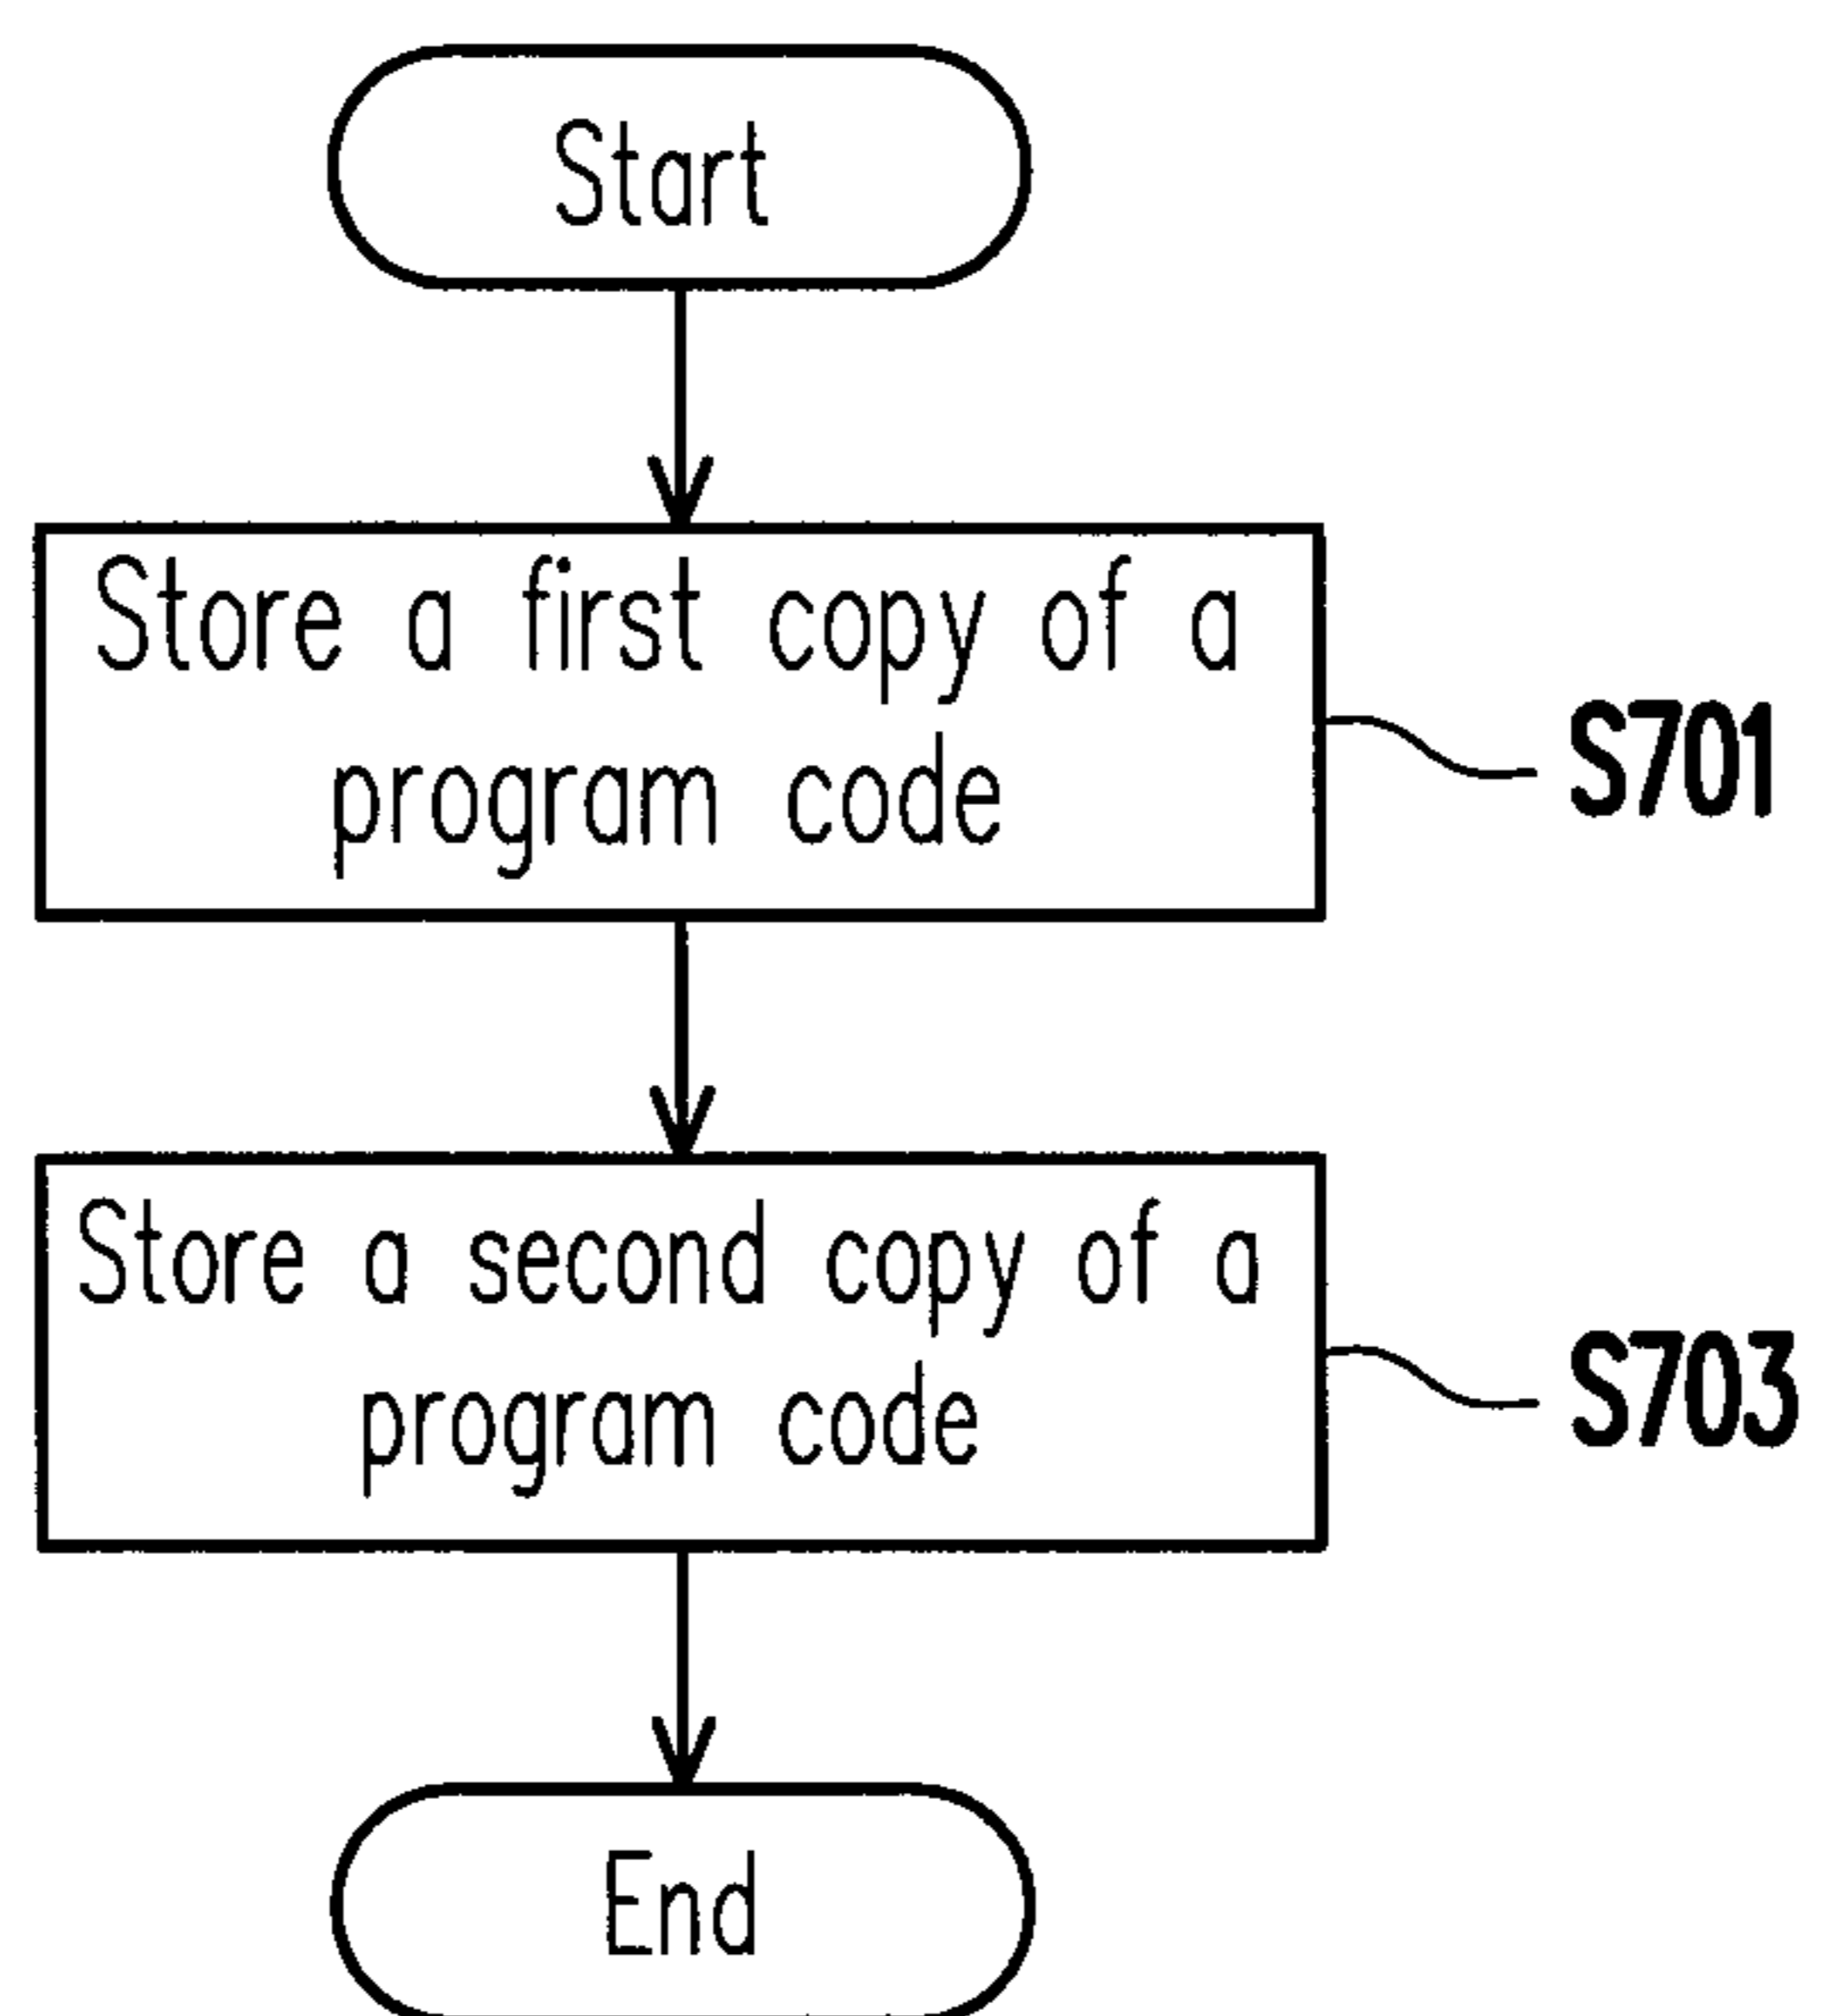 Start
Store a first copy of a
program code
S701
Store a second copy of a
program code
S703
End